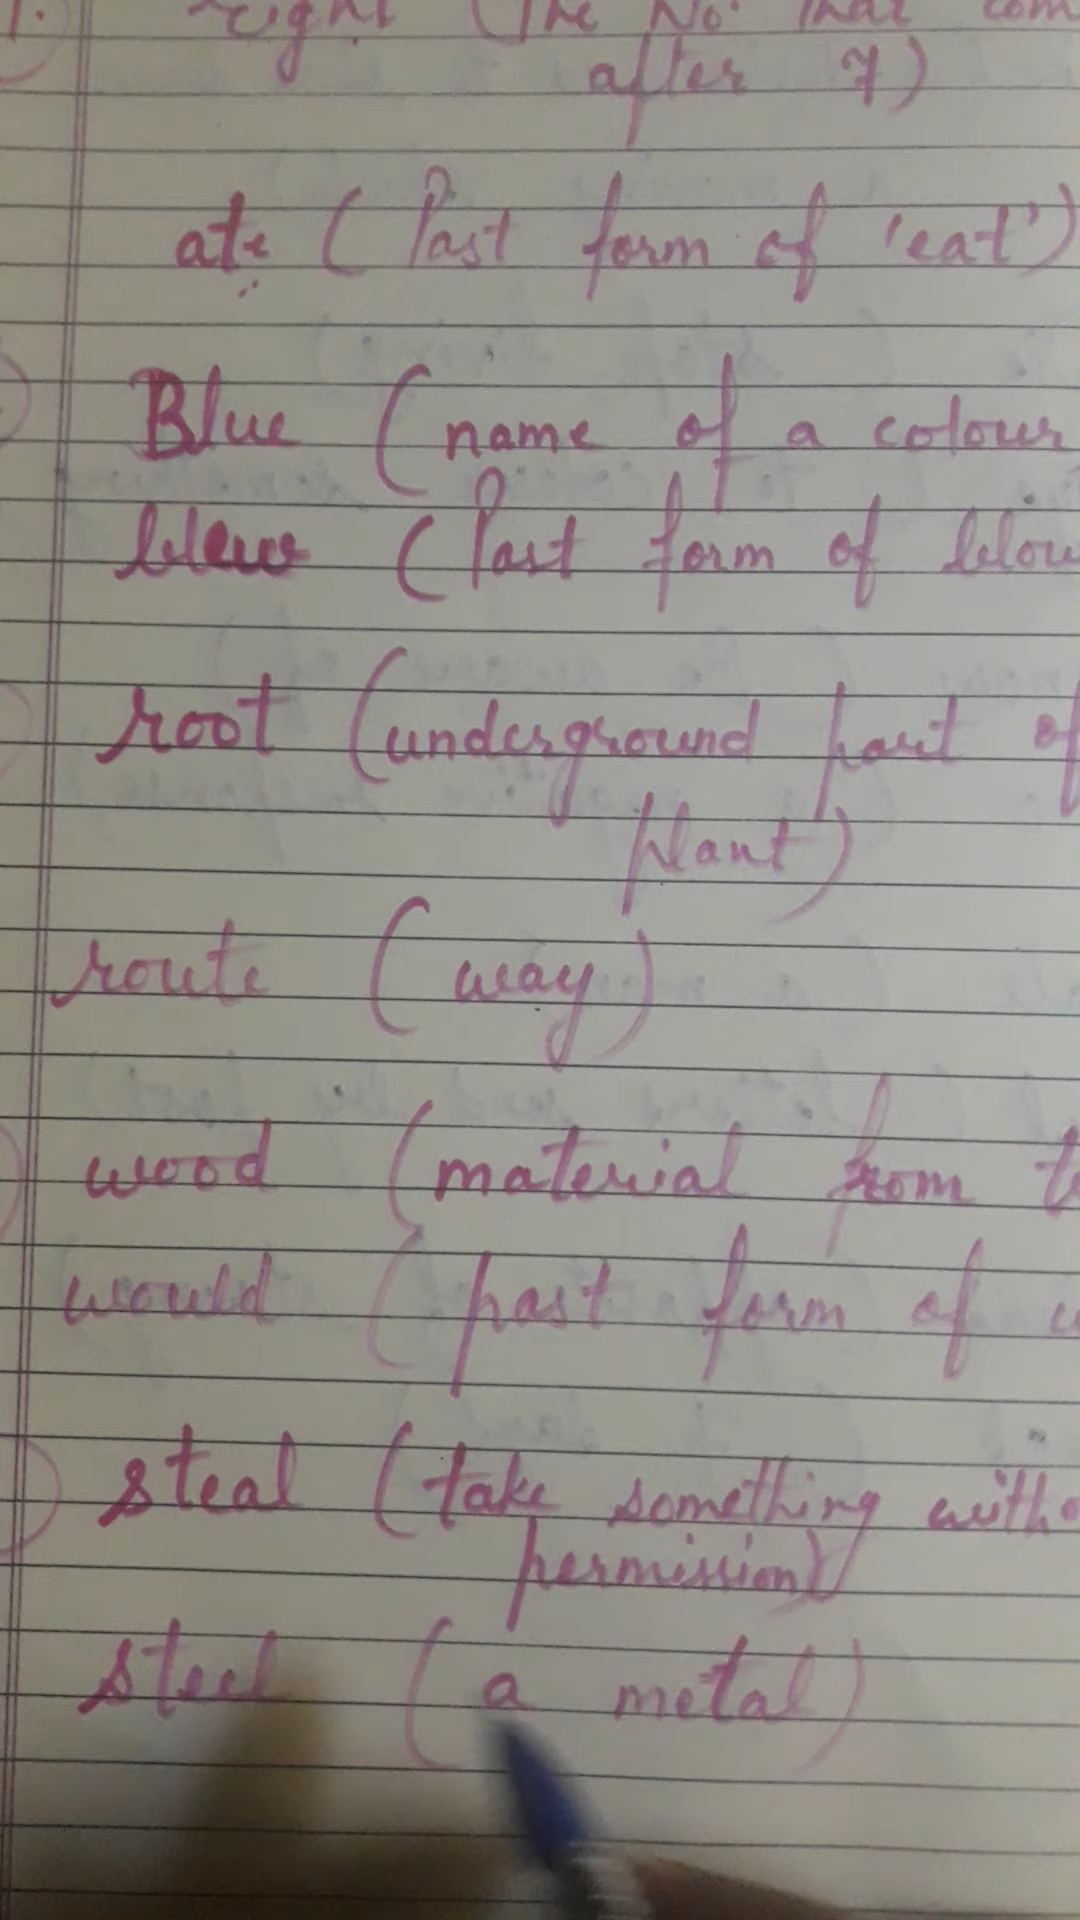 eight (The No. that com
after 7)
ate (Past form of 'eat')
Blue (name of a colour
blew (Past form of blow
root (underground part of
plant)
route (way)
wood (material from t
would (past form of
steal (take something witho
permission)
steel (a metal)